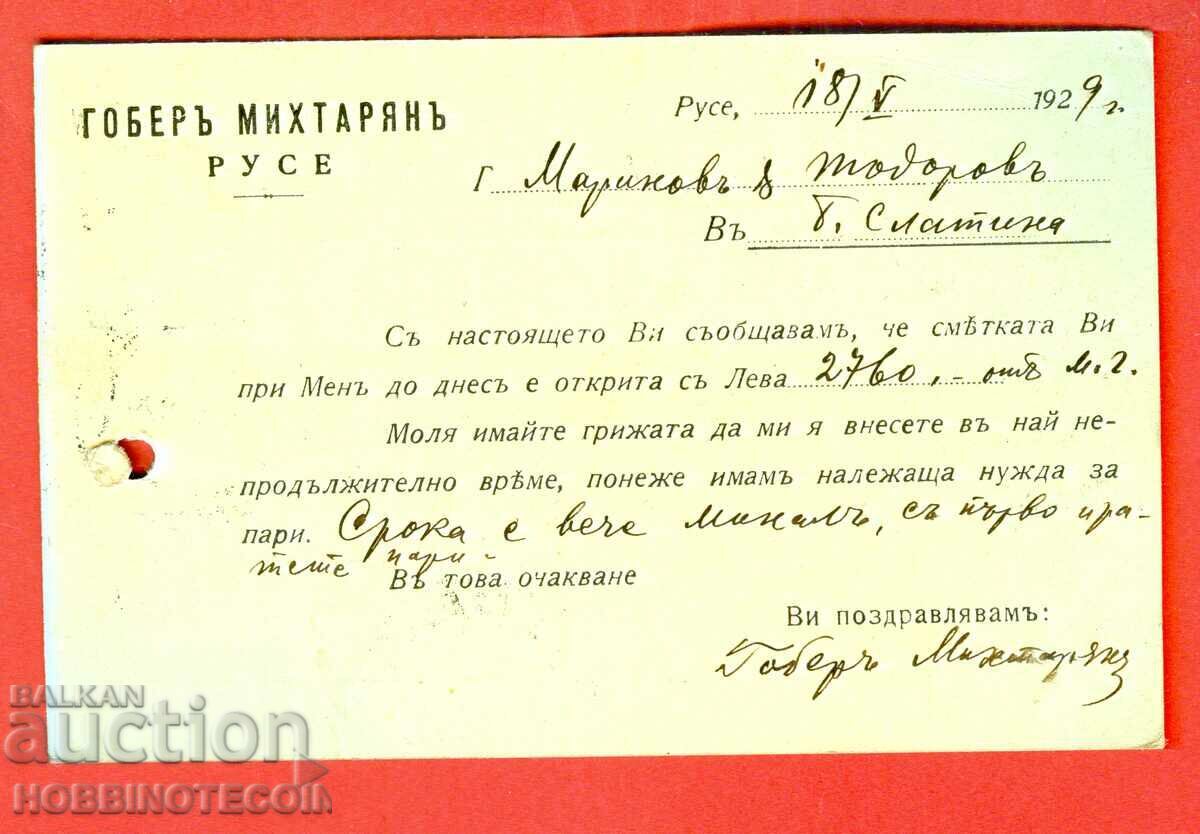 ГОБЕРЪ МИХТАРЯНЪ
РУСЕ
Русе, 18/V 1929 г.
Г Мариновъ & Тодоровъ
Въ Б. Слатина
Съ настоящето Ви съобщавамъ, че смѣтката Ви
при Менъ до днесъ е открита съ Лева 2760.- отъ м.г.
Моля имайте грижата да ми я внесете въ най не-
продължително врѣме, понеже имамъ належаща нужда за
пари. Срока е вече миналъ, съ първо пра-
тете пари -
Въ това очакване
Ви поздравлявамъ:
Гоберъ Михтарянъ
BALKAN
auction
HOBBINOTECOIN